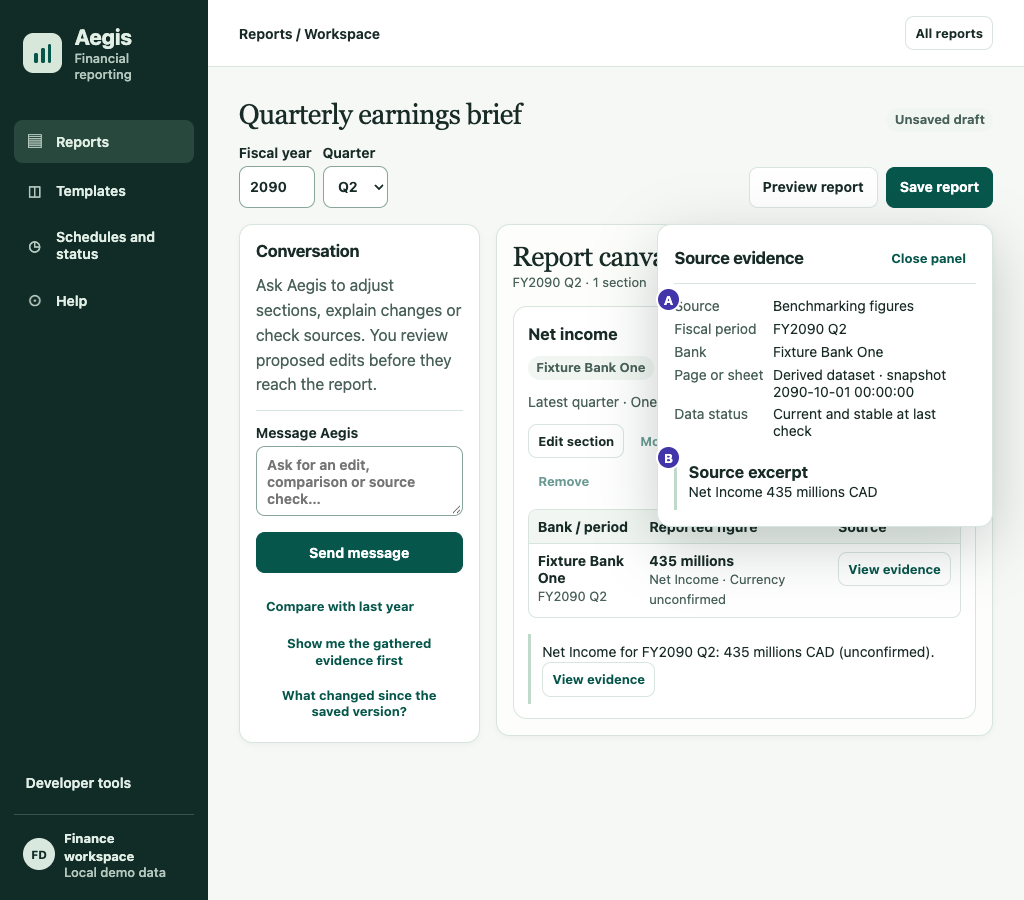 Aegis
Financial
reporting
Reports
Templates
Schedules and
status
Help
Developer tools
FD
Finance
workspace
Local demo data
Reports / Workspace
All reports
Quarterly earnings brief
Unsaved draft
Fiscal year
Quarter
2090
Q2
Preview report
Save report
Conversation
Ask Aegis to adjust
sections, explain changes or
check sources. You review
proposed edits before they
reach the report.
Message Aegis
Ask for an edit,
comparison or source
check...
Send message
Compare with last year
Show me the gathered
evidence first
What changed since the
saved version?
Report canva
FY2090 Q2 · 1 section
Net income
Fixture Bank One
Latest quarter · One
Edit section
Mo
Remove
Bank / period
Reported figure
Source
Fixture Bank
One
FY2090 Q2
435 millions
Net Income · Currency
unconfirmed
View evidence
Net Income for FY2090 Q2: 435 millions CAD (unconfirmed).
View evidence
Source evidence
Close panel
A
Source
Benchmarking figures
Fiscal period
FY2090 Q2
Bank
Fixture Bank One
Page or sheet
Derived dataset · snapshot
2090-10-01 00:00:00
Data status
Current and stable at last
check
B
Source excerpt
Net Income 435 millions CAD